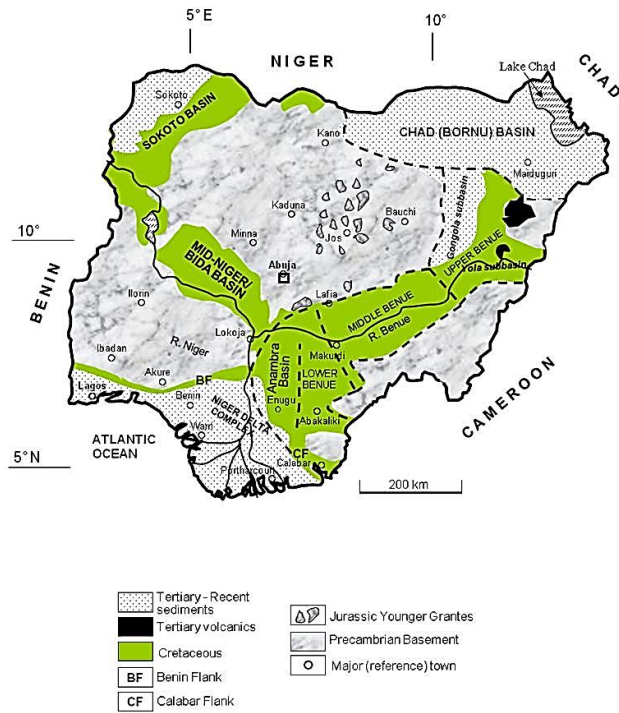 5° E
10°
NIGER
CHAD
Lake Chad
Sokoto
SOKOTO BASIN
Kano
CHAD (BORNU) BASIN
Maiduguri
Kaduna
Jos
Bauchi
Gongola subbasin
10°
Minna
MID-NIGER/
BIDA BASIN
Abuja
UPPER BENUE
Yola subbasin
BENIN
Ilorin
Lafia
MIDDLE BENUE
R. Benue
Lokoja
Makurdi
R. Niger
Ibadan
Anambra
Basin
LOWER
BENUE
Akure
BF
Lagos
Benin
Enugu
Abakaliki
NIGER DELTA
COMPLEX
Warri
CAMEROON
ATLANTIC
OCEAN
CF
Calabar
5°N
Portharcourt
200 km
Tertiary - Recent
sediments
Tertiary volcanics
Cretaceous
BF Benin Flank
CF Calabar Flank
Jurassic Younger Grantes
Precambrian Basement
Major (reference) town